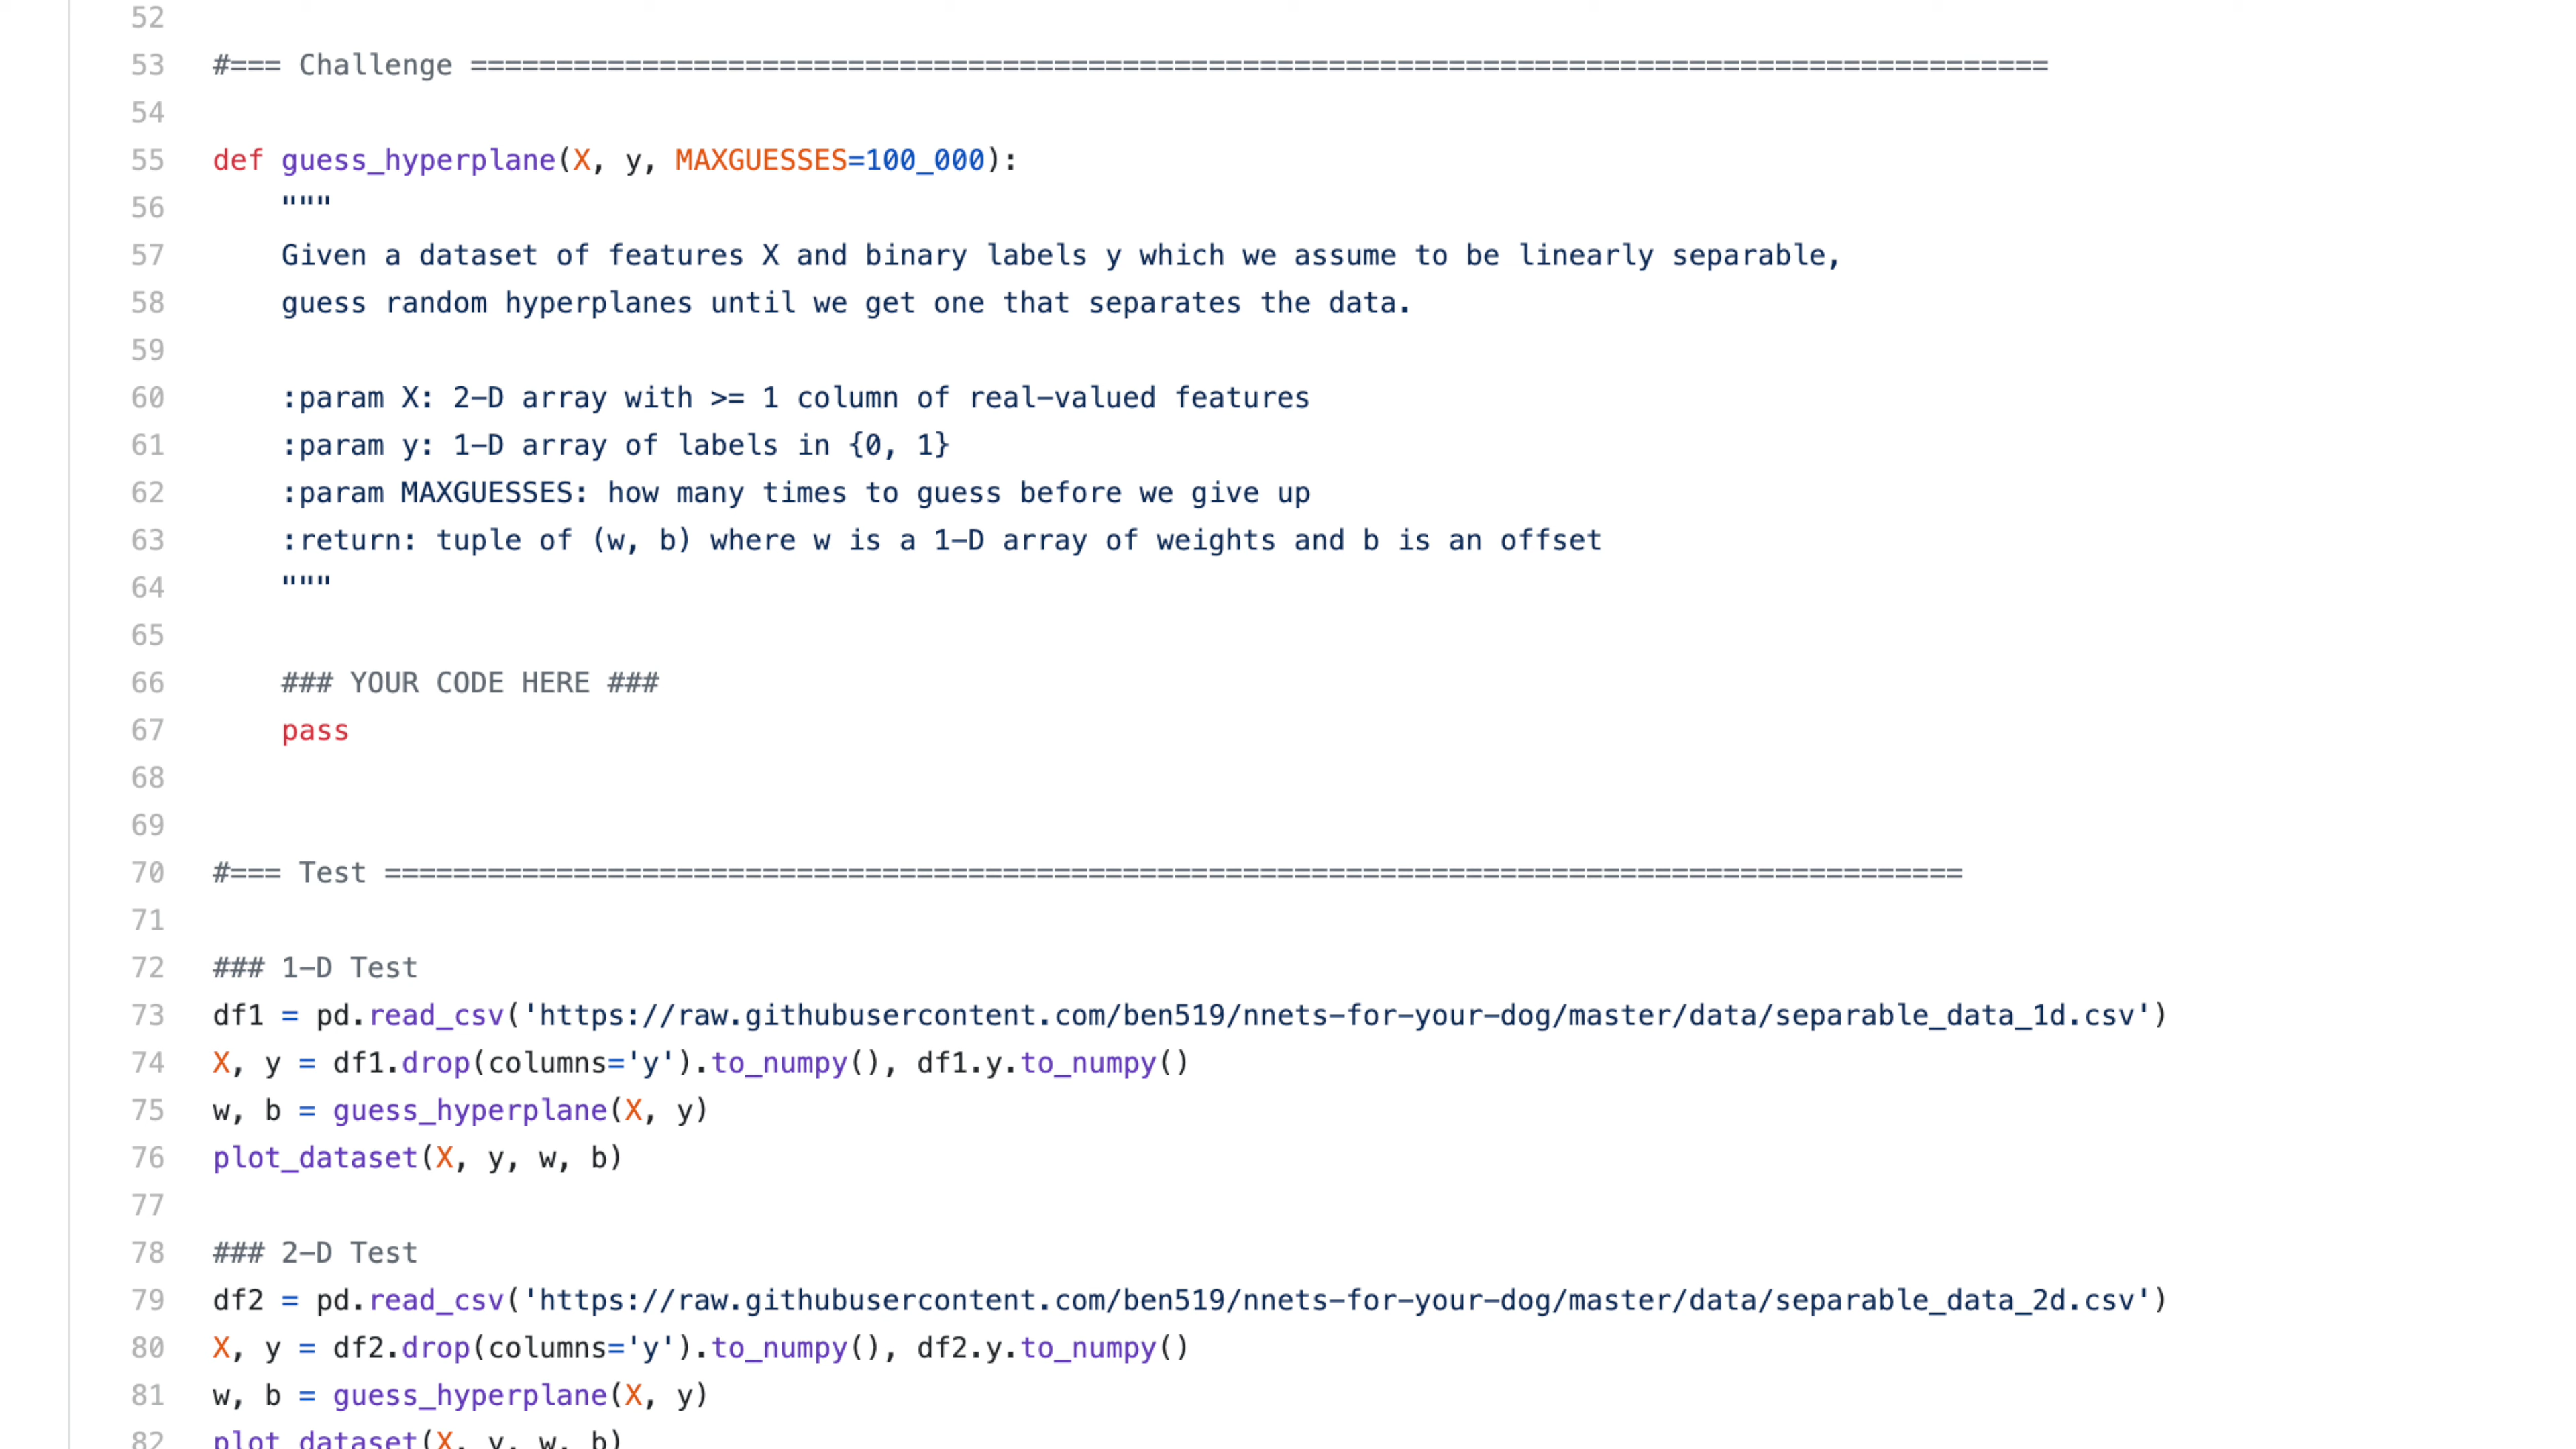 52
53 #=== Challenge ============================================================================================
54
55 def guess_hyperplane(X, y, MAXGUESSES=100_000):
56     """
57     Given a dataset of features X and binary labels y which we assume to be linearly separable,
58     guess random hyperplanes until we get one that separates the data.
59
60     :param X: 2-D array with >= 1 column of real-valued features
61     :param y: 1-D array of labels in {0, 1}
62     :param MAXGUESSES: how many times to guess before we give up
63     :return: tuple of (w, b) where w is a 1-D array of weights and b is an offset
64     """
65
66     ### YOUR CODE HERE ###
67     pass
68
69
70 #=== Test ============================================================================================
71
72 ### 1-D Test
73 df1 = pd.read_csv('https://raw.githubusercontent.com/ben519/nnets-for-your-dog/master/data/separable_data_1d.csv')
74 X, y = df1.drop(columns='y').to_numpy(), df1.y.to_numpy()
75 w, b = guess_hyperplane(X, y)
76 plot_dataset(X, y, w, b)
77
78 ### 2-D Test
79 df2 = pd.read_csv('https://raw.githubusercontent.com/ben519/nnets-for-your-dog/master/data/separable_data_2d.csv')
80 X, y = df2.drop(columns='y').to_numpy(), df2.y.to_numpy()
81 w, b = guess_hyperplane(X, y)
82 plot_dataset(X, y, w, b)